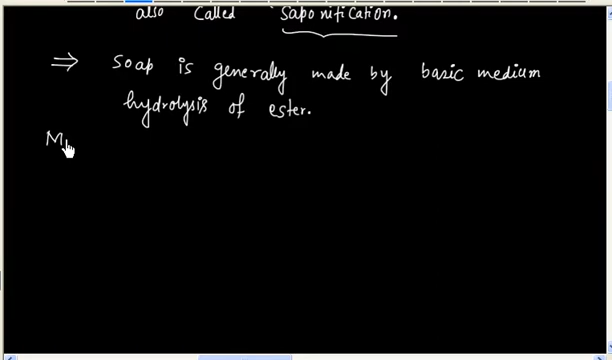 also called Saponification.
⇒ Soap is generally made by basic medium
hydrolysis of ester.
M